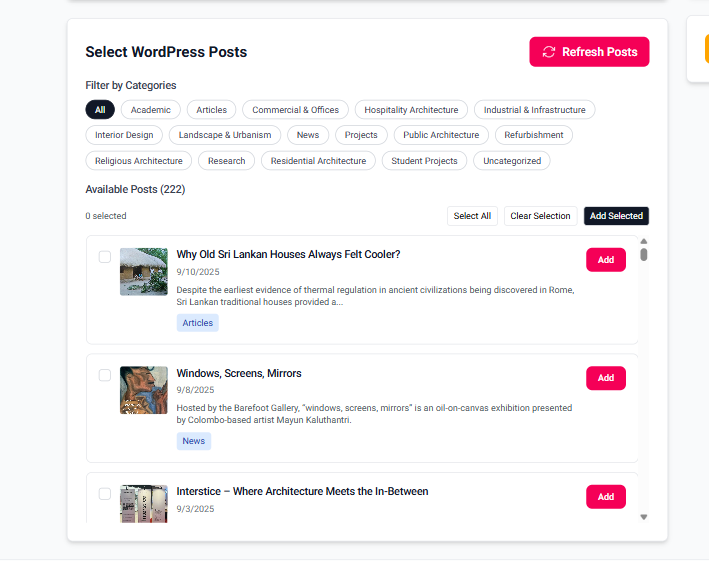 Select WordPress Posts
Refresh Posts
Filter by Categories
All
Academic
Articles
Commercial & Offices
Hospitality Architecture
Industrial & Infrastructure
Interior Design
Landscape & Urbanism
News
Projects
Public Architecture
Refurbishment
Religious Architecture
Research
Residential Architecture
Student Projects
Uncategorized
Available Posts (222)
0 selected
Select All
Clear Selection
Add Selected
Why Old Sri Lankan Houses Always Felt Cooler?
Add
9/10/2025
Despite the earliest evidence of thermal regulation in ancient civilizations being discovered in Rome,
Sri Lankan traditional houses provided a...
Articles
Windows, Screens, Mirrors
Add
9/8/2025
Hosted by the Barefoot Gallery, "windows, screens, mirrors" is an oil-on-canvas exhibition presented
by Colombo-based artist Mayun Kaluthantri.
News
Interstice – Where Architecture Meets the In-Between
Add
9/3/2025